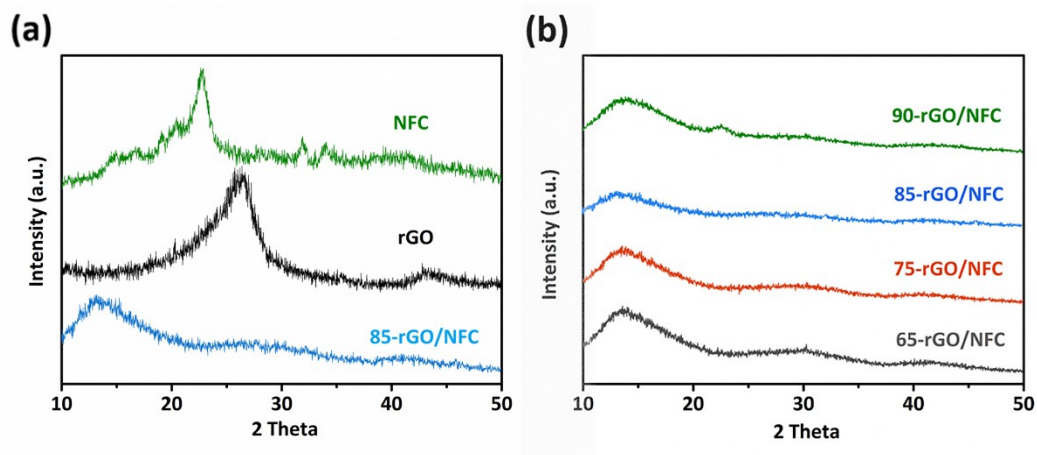 (a)
NFC
rGO
85-rGO/NFC
Intensity (a.u.)
10 20 30 40 50
2 Theta
(b)
90-rGO/NFC
85-rGO/NFC
75-rGO/NFC
65-rGO/NFC
Intensity (a.u.)
10 20 30 40 50
2 Theta